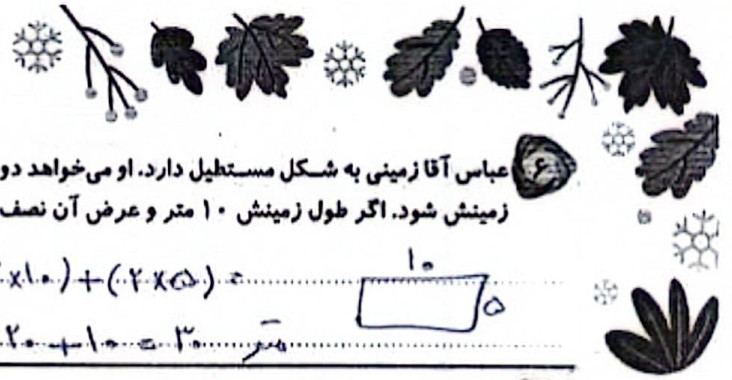 ۶ عباس آقا زمینی به شکل مستطیل دارد. او می‌خواهد دو
زمینش شود. اگر طول زمینش ۱۰ متر و عرض آن نصف
×۱۰) + (۲×۵) =
۱۰
۵
۲۰ + ۱۰ = ۳۰ متر